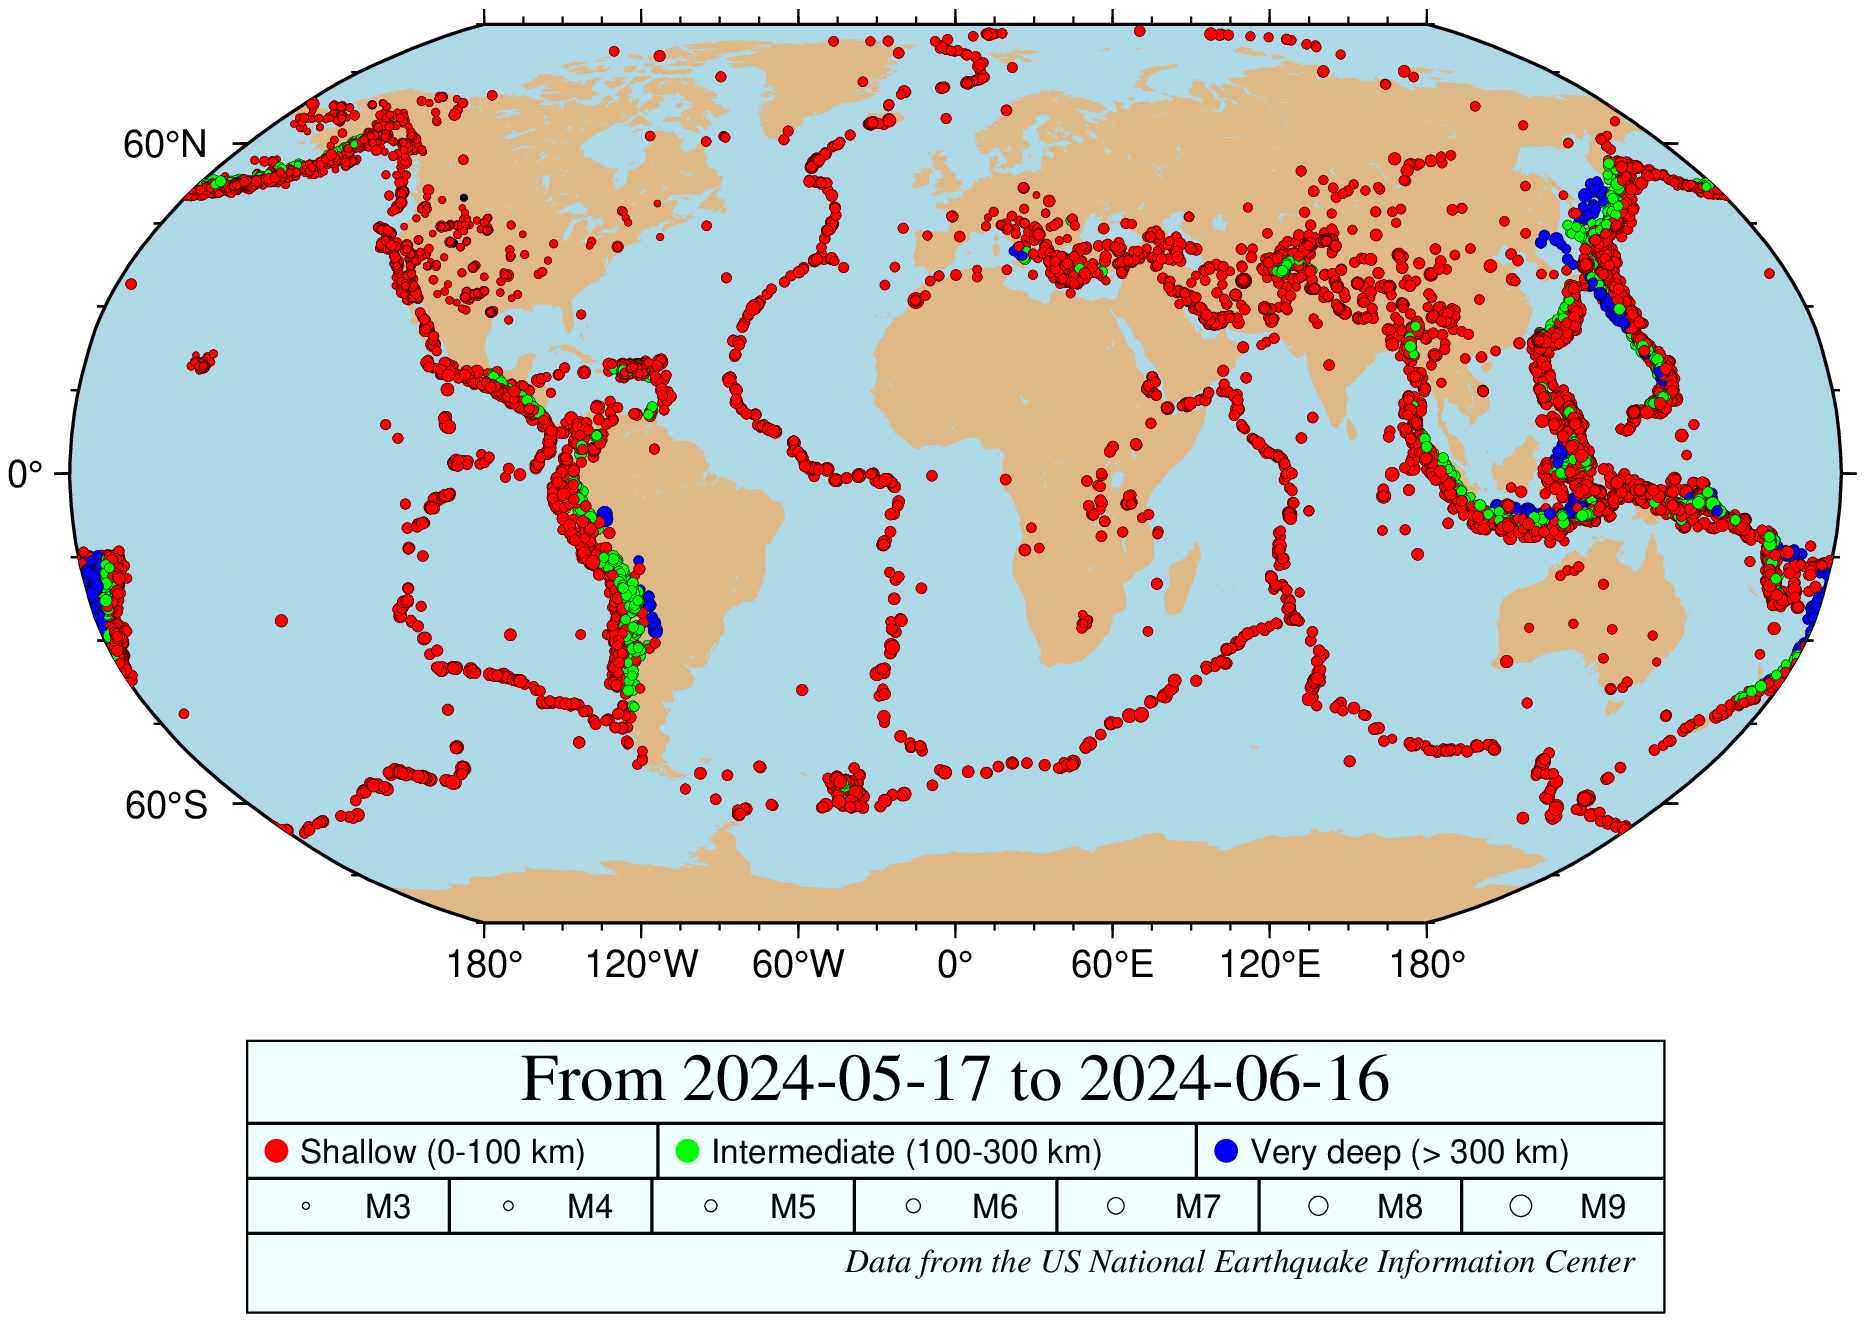 60°N
0°
60°S
180° 120°W 60°W 0° 60°E 120°E 180°
From 2024-05-17 to 2024-06-16
Shallow (0-100 km) Intermediate (100-300 km) Very deep (> 300 km)
M3 M4 M5 M6 M7 M8 M9
Data from the US National Earthquake Information Center